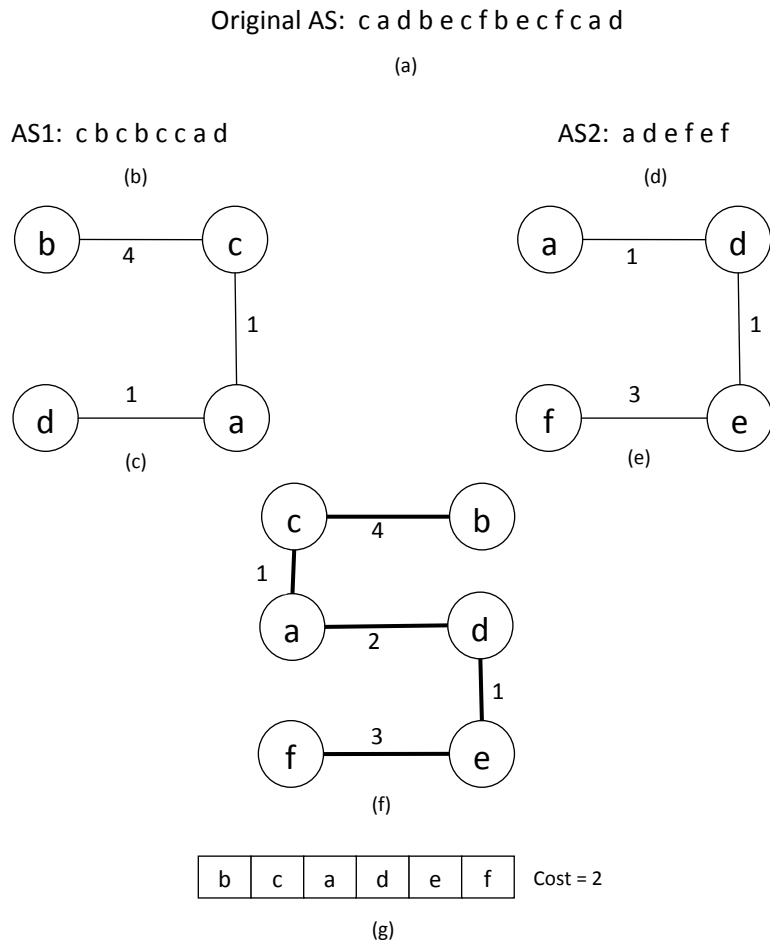 Original AS: c a d b e c f b e c f c a d
(a)
AS1: c b c b c c a d
(b)
AS2: a d e f e f
(d)
b
4
c
1
d
1
a
(c)
a
1
d
1
f
3
e
(e)
c
4
b
1
a
2
d
1
f
3
e
(f)
b c a d e f Cost = 2
(g)